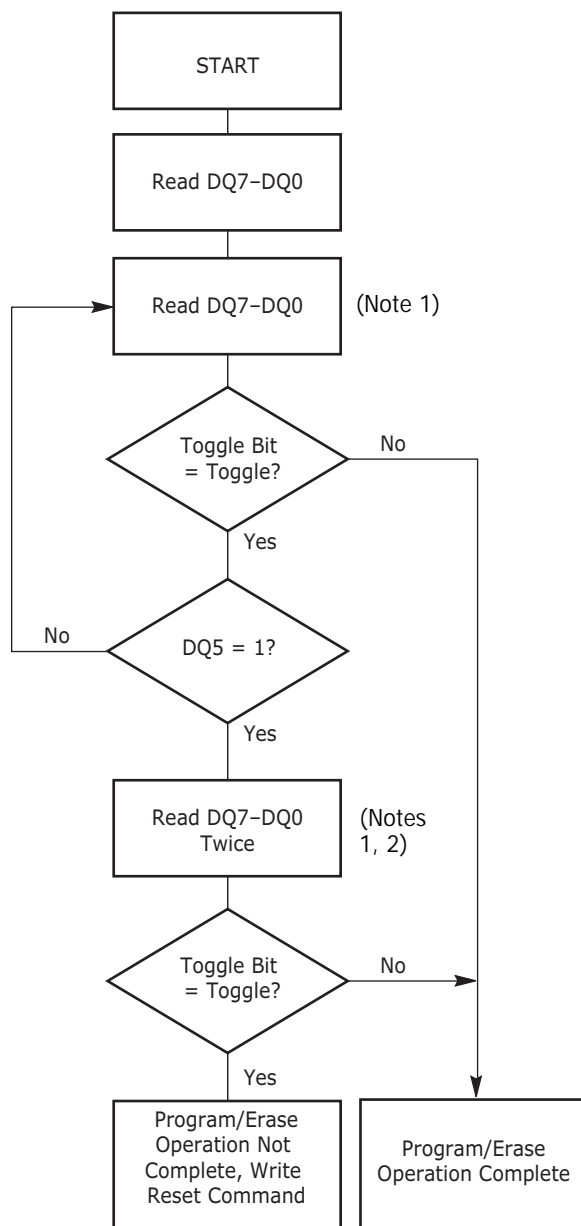 START
Read DQ7–DQ0
Read DQ7–DQ0
(Note 1)
Toggle Bit
= Toggle?
No
Yes
No
DQ5 = 1?
Yes
Read DQ7–DQ0
Twice
(Notes
1, 2)
Toggle Bit
= Toggle?
No
Yes
Program/Erase
Operation Not
Complete, Write
Reset Command
Program/Erase
Operation Complete